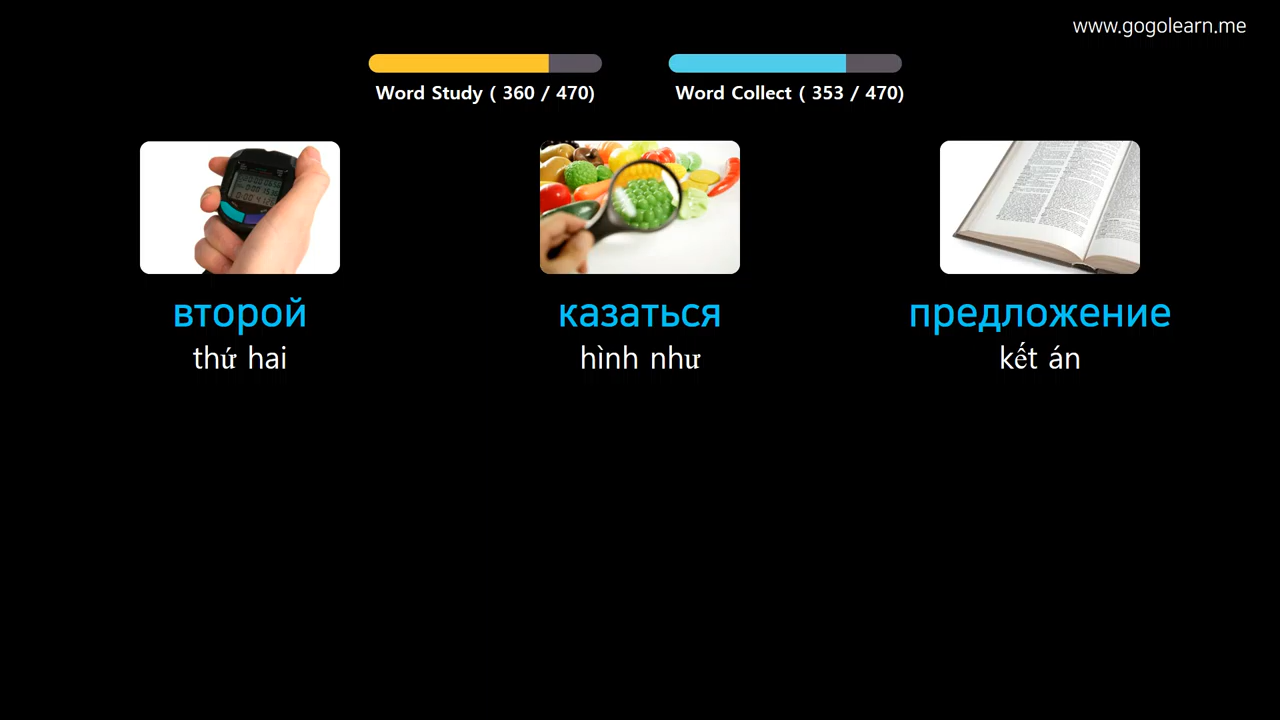 www.gogolearn.me
Word Study ( 360 / 470)
Word Collect ( 353 / 470)
второй
казаться
предложение
thứ hai
hình như
kết án